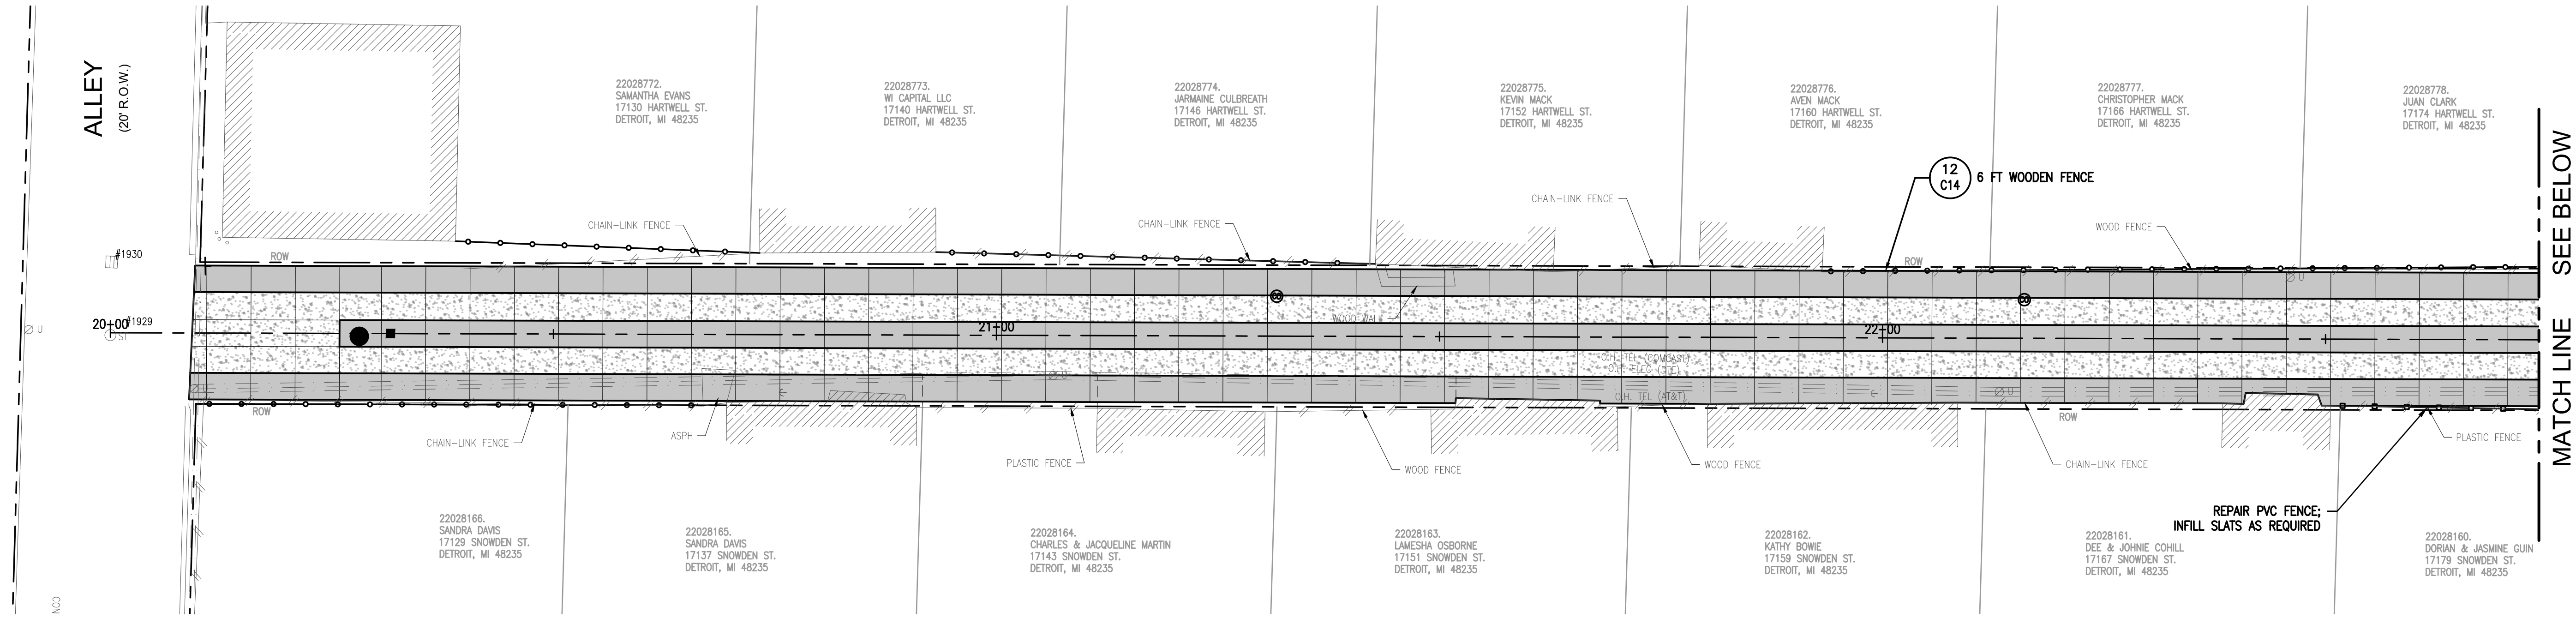 ALLEY
(20' R.O.W.)
22028772.
SAMANTHA EVANS
17130 HARTWELL ST.
DETROIT, MI 48235
22028773.
WI CAPITAL LLC
17140 HARTWELL ST.
DETROIT, MI 48235
22028774.
JARMAINE CULBREATH
17146 HARTWELL ST.
DETROIT, MI 48235
22028775.
KEVIN MACK
17152 HARTWELL ST.
DETROIT, MI 48235
22028776.
AVEN MACK
17160 HARTWELL ST.
DETROIT, MI 48235
22028777.
CHRISTOPHER MACK
17166 HARTWELL ST.
DETROIT, MI 48235
22028778.
JUAN CLARK
17174 HARTWELL ST.
DETROIT, MI 48235
12
C14
6 FT WOODEN FENCE
CHAIN-LINK FENCE
CHAIN-LINK FENCE
CHAIN-LINK FENCE
WOOD FENCE
#1930
ROW
ROW
U
WOOD WALL
20+00
#1929
ST
U
21+00
22+00
O.H. TEL (COMCAST)
O.H. ELEC (DTE)
O.H. TEL (AT&T)
U
U
U
ROW
ROW
CHAIN-LINK FENCE
ASPH
PLASTIC FENCE
WOOD FENCE
WOOD FENCE
CHAIN-LINK FENCE
PLASTIC FENCE
REPAIR PVC FENCE;
INFILL SLATS AS REQUIRED
22028166.
SANDRA DAVIS
17129 SNOWDEN ST.
DETROIT, MI 48235
22028165.
SANDRA DAVIS
17137 SNOWDEN ST.
DETROIT, MI 48235
22028164.
CHARLES & JACQUELINE MARTIN
17143 SNOWDEN ST.
DETROIT, MI 48235
22028163.
LAMESHA OSBORNE
17151 SNOWDEN ST.
DETROIT, MI 48235
22028162.
KATHY BOWIE
17159 SNOWDEN ST.
DETROIT, MI 48235
22028161.
DEE & JOHNIE COHILL
17167 SNOWDEN ST.
DETROIT, MI 48235
22028160.
DORIAN & JASMINE GUIN
17179 SNOWDEN ST.
DETROIT, MI 48235
CON
MATCH LINE SEE BELOW